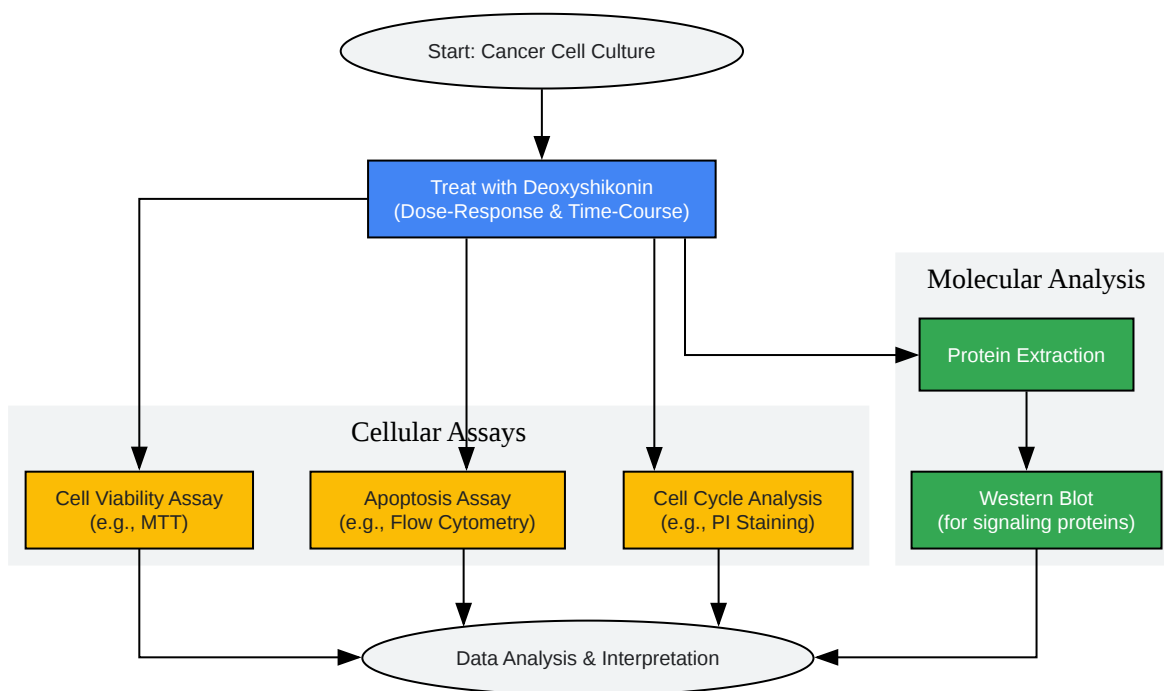 Start: Cancer Cell Culture
Treat with Deoxyshikonin
(Dose-Response & Time-Course)
Molecular Analysis
Protein Extraction
Cellular Assays
Cell Viability Assay
(e.g., MTT)
Apoptosis Assay
(e.g., Flow Cytometry)
Cell Cycle Analysis
(e.g., PI Staining)
Western Blot
(for signaling proteins)
Data Analysis & Interpretation